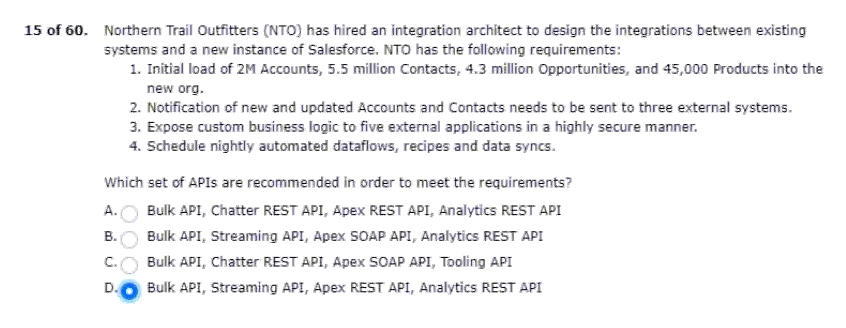 15 of 60. Northern Trail Outfitters (NTO) has hired an integration architect to design the integrations between existing
systems and a new instance of Salesforce. NTO has the following requirements:
1. Initial load of 2M Accounts, 5.5 million Contacts, 4.3 million Opportunities, and 45,000 Products into the
new org.
2. Notification of new and updated Accounts and Contacts needs to be sent to three external systems.
3. Expose custom business logic to five external applications in a highly secure manner.
4. Schedule nightly automated dataflows, recipes and data syncs.
Which set of APIs are recommended in order to meet the requirements?
A. Bulk API, Chatter REST API, Apex REST API, Analytics REST API
B. Bulk API, Streaming API, Apex SOAP API, Analytics REST API
C. Bulk API, Chatter REST API, Apex SOAP API, Tooling API
D. Bulk API, Streaming API, Apex REST API, Analytics REST API